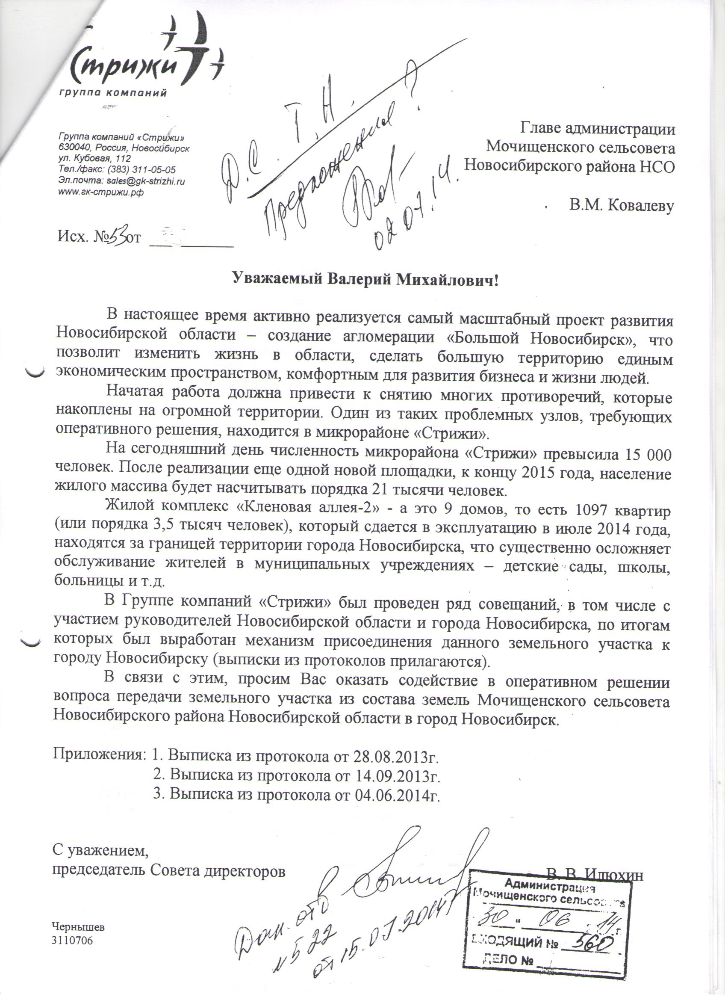 Стрижи
группа компаний
Группа компаний «Стрижи»
630040, Россия, Новосибирск
ул. Кубовая, 112
Тел./факс: (383) 311-05-05
Эл.почта: sales@gk-strizhi.ru
www.гк-стрижи.рф
Т.Н.
Предложения?
02.07.14.
Главе администрации
Мочищенского сельсовета
Новосибирского района НСО
В.М. Ковалеву
Исх. №53от
Уважаемый Валерий Михайлович!
В настоящее время активно реализуется самый масштабный проект развития
Новосибирской области – создание агломерации «Большой Новосибирск», что
позволит изменить жизнь в области, сделать большую территорию единым
экономическим пространством, комфортным для развития бизнеса и жизни людей.
Начатая работа должна привести к снятию многих противоречий, которые
накоплены на огромной территории. Один из таких проблемных узлов, требующих
оперативного решения, находится в микрорайоне «Стрижи».
На сегодняшний день численность микрорайона «Стрижи» превысила 15 000
человек. После реализации еще одной новой площадки, к концу 2015 года, население
жилого массива будет насчитывать порядка 21 тысячи человек.
Жилой комплекс «Кленовая аллея-2» - а это 9 домов, то есть 1097 квартир
(или порядка 3,5 тысяч человек), который сдается в эксплуатацию в июле 2014 года,
находятся за границей территории города Новосибирска, что существенно осложняет
обслуживание жителей в муниципальных учреждениях – детские сады, школы,
больницы и т.д.
В Группе компаний «Стрижи» был проведен ряд совещаний, в том числе с
участием руководителей Новосибирской области и города Новосибирска, по итогам
которых был выработан механизм присоединения данного земельного участка к
городу Новосибирску (выписки из протоколов прилагаются).
В связи с этим, просим Вас оказать содействие в оперативном решении
вопроса передачи земельного участка из состава земель Мочищенского сельсовета
Новосибирского района Новосибирской области в город Новосибирск.
Приложения: 1. Выписка из протокола от 28.08.2013г.
2. Выписка из протокола от 14.09.2013г.
3. Выписка из протокола от 04.06.2014г.
С уважением,
председатель Совета директоров
В. В. Илюхин
Дан. отв
№ 522
от 15.07.2014г
Администрация
Мочищенского сельсовета
30 " 06 14 г.
ВХОДЯЩИЙ № 560
ДЕЛО №
Чернышев
3110706